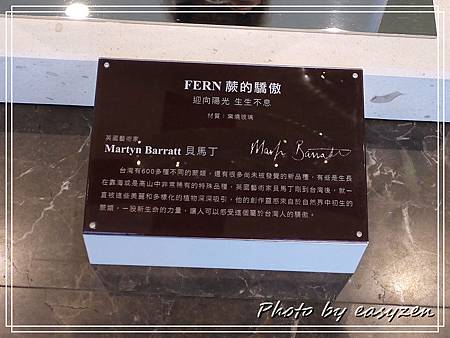 FERN 蕨的驕傲
迎向陽光 生生不息
材質：窯燒玻璃
英國藝術家
Martyn Barratt 貝馬丁
Martyn Barratt
台灣有600多種不同的蕨類，還有很多尚未被發覺的新品種，有些是生長
在靠海或是高山中非常稀有的特殊品種，英國藝術家貝馬丁剛到台灣後，就一
直被這些美麗和多樣化的植物深深吸引，他的創作靈感來自於自然界中初生的
蕨類，一股新生命的力量，讓人可以感受這個屬於台灣人的驕傲。
Photo by easyzen